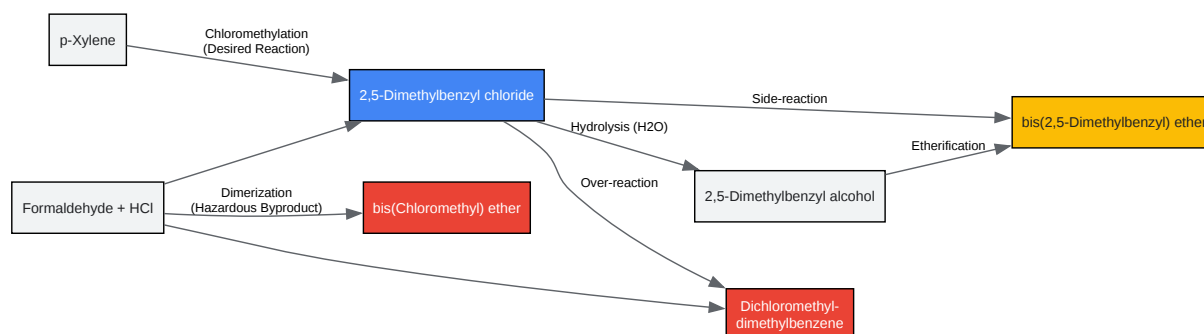 p-Xylene
Chloromethylation
(Desired Reaction)
2,5-Dimethylbenzyl chloride
Side-reaction
bis(2,5-Dimethylbenzyl) ether
Hydrolysis (H2O)
Etherification
Over-reaction
2,5-Dimethylbenzyl alcohol
Formaldehyde + HCl
Dimerization
(Hazardous Byproduct)
bis(Chloromethyl) ether
Dichloromethyl-
dimethylbenzene